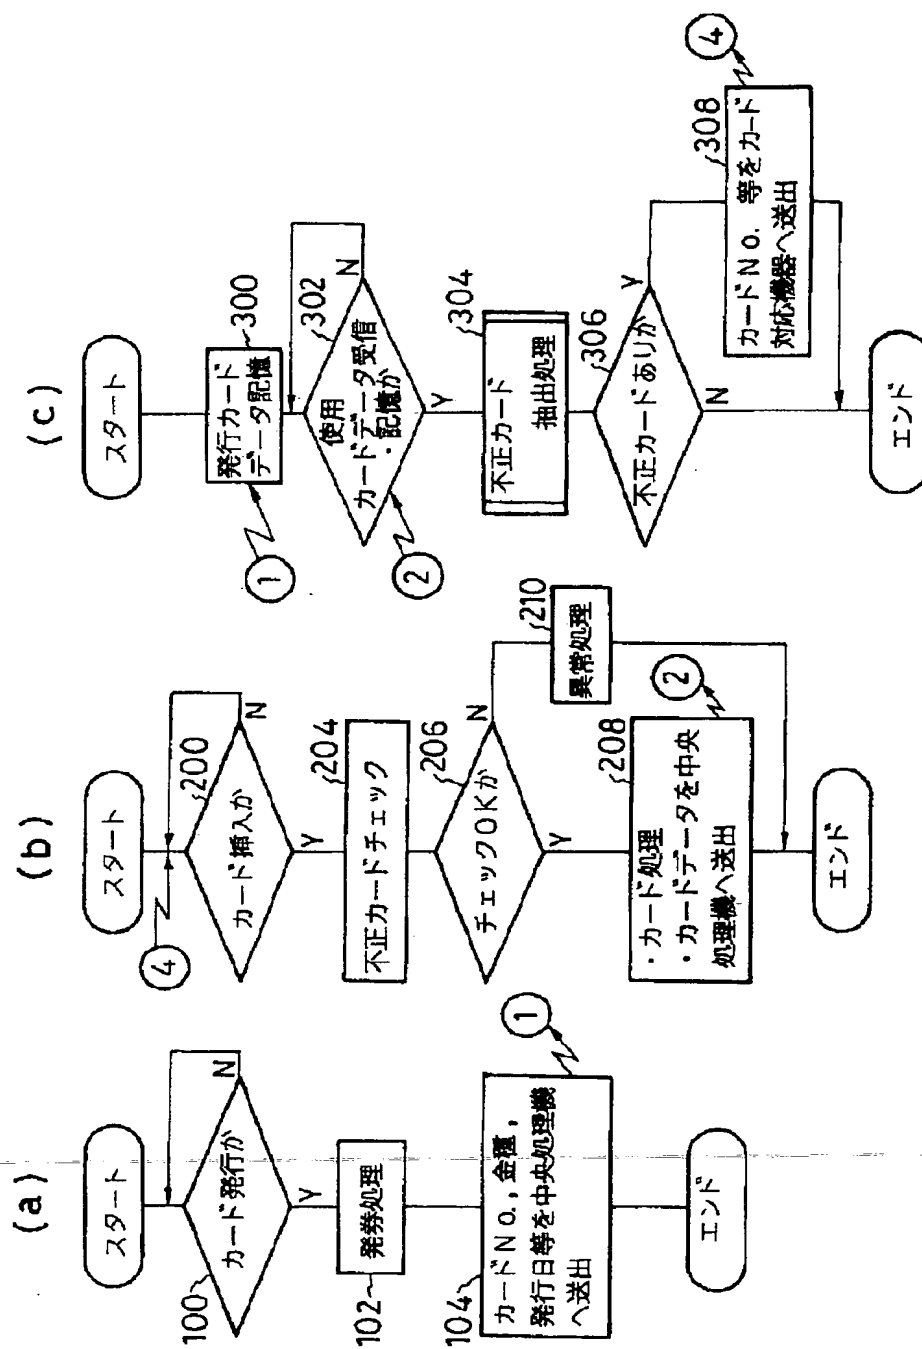 (a)
スタート
100
カード発行か
N
Y
102
発券処理
104
カードNo.,金種,
発行日等を中央処理機
へ送出
1
エンド
(b)
スタート
4
200
カード挿入か
N
Y
204
不正カードチェック
206
チェックOKか
N
Y
210
異常処理
208
・カード処理
・カードデータを中央
処理機へ送出
2
エンド
(c)
スタート
300
発行カード
データ記憶
1
302
使用
カードデータ受信
・記憶か
N
Y
2
304
不正カード
抽出処理
306
不正カードありか
Y
N
308
カードNo. 等をカード
対応機器へ送出
4
エンド